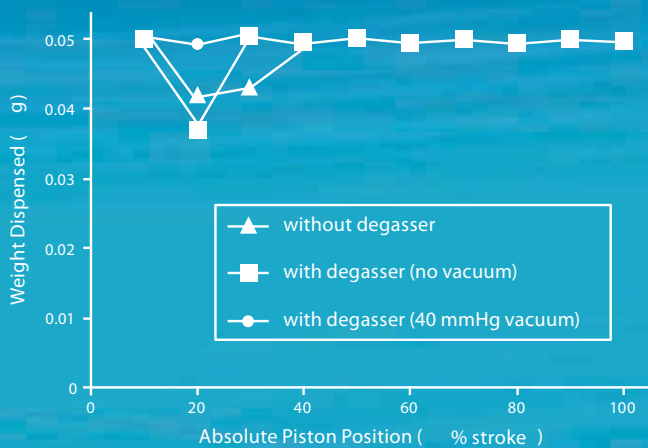 0.05
0.04
0.03
0.02
0.01
0
0 20 40 60 80 100
Weight Dispensed ( g)
Absolute Piston Position ( % stroke )
without degasser
with degasser (no vacuum)
with degasser (40 mmHg vacuum)